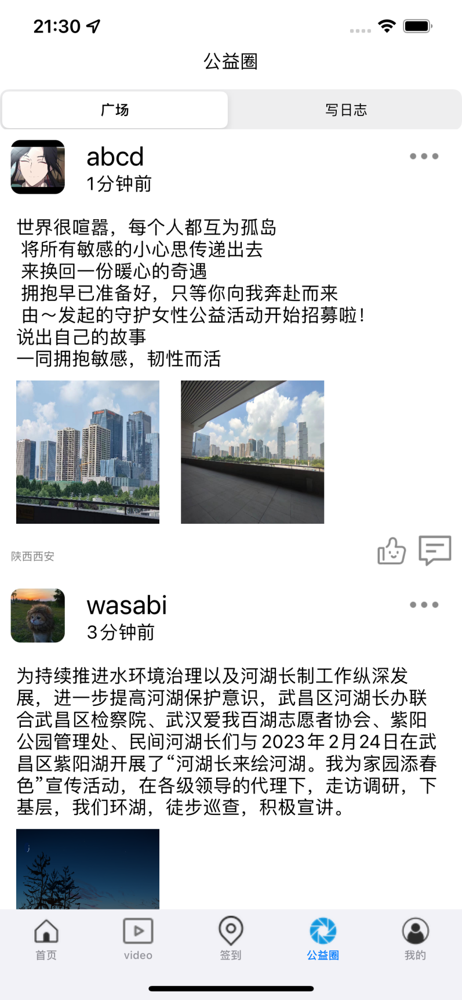 21:30
公益圈
广场
写日志
abcd
1分钟前
世界很喧嚣，每个人都互为孤岛
将所有敏感的小心思传递出去
来换回一份暖心的奇遇
拥抱早已准备好，只等你向我奔赴而来
由～发起的守护女性公益活动开始招募啦！
说出自己的故事
一同拥抱敏感，韧性而活
陕西西安
wasabi
3分钟前
为持续推进水环境治理以及河湖长制工作纵深发
展，进一步提高河湖保护意识，武昌区河湖长办联
合武昌区检察院、武汉爱我百湖志愿者协会、紫阳
公园管理处、民间河湖长们与2023年2月24日在武
昌区紫阳湖开展了“河湖长来绘河湖。我为家园添春
色”宣传活动，在各级领导的代理下，走访调研，下
基层，我们环湖，徒步巡查，积极宣讲。
首页
video
签到
公益圈
我的